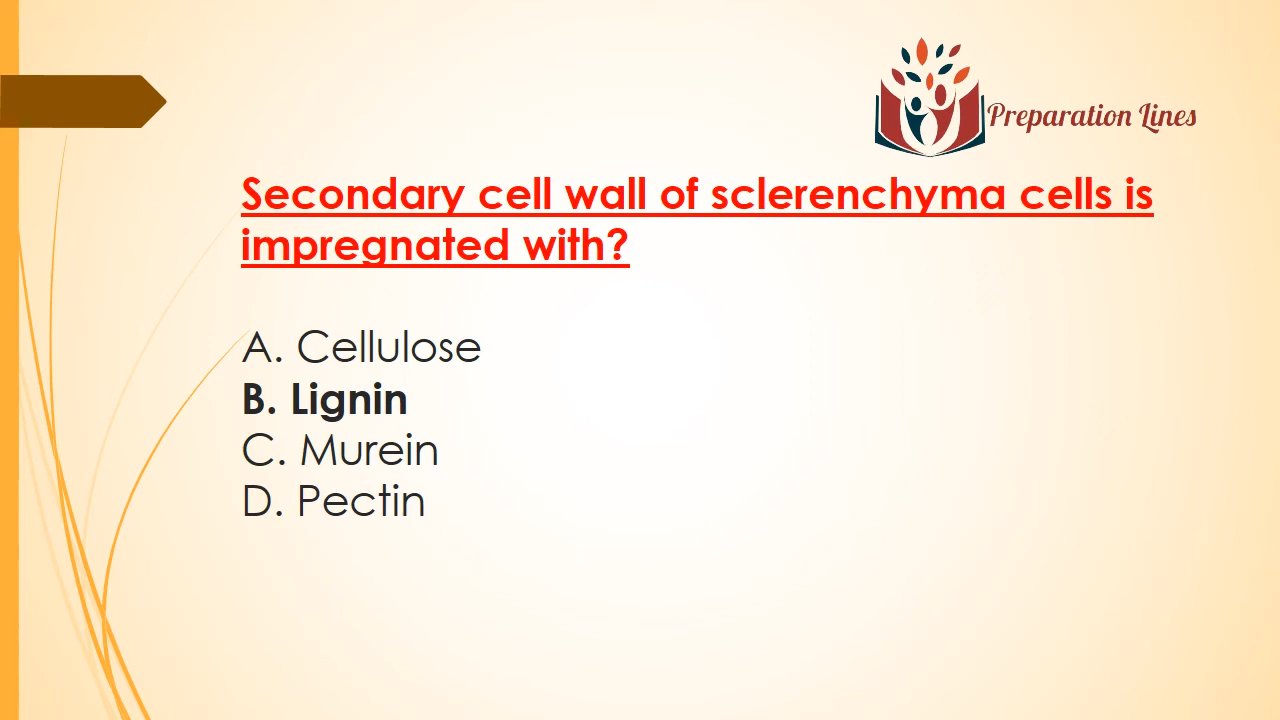 Preparation Lines
Secondary cell wall of sclerenchyma cells is
impregnated with?
A. Cellulose
B. Lignin
C. Murein
D. Pectin